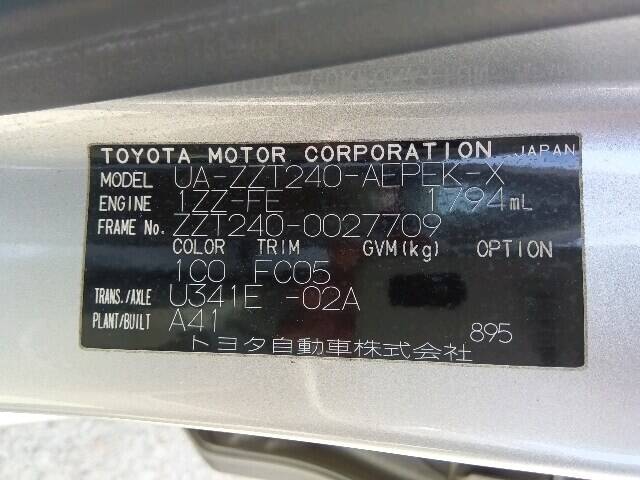 TOYOTA MOTOR CORPORATION JAPAN
MODEL UA-ZZT240-AEPEK-X
ENGINE 1ZZ-FE 1794mL
FRAME No. ZZT240-0027709
COLOR TRIM GVM(kg) OPTION
1C0 FC05
TRANS./AXLE U341E -02A
PLANT/BUILT A41 895
トヨタ自動車株式会社